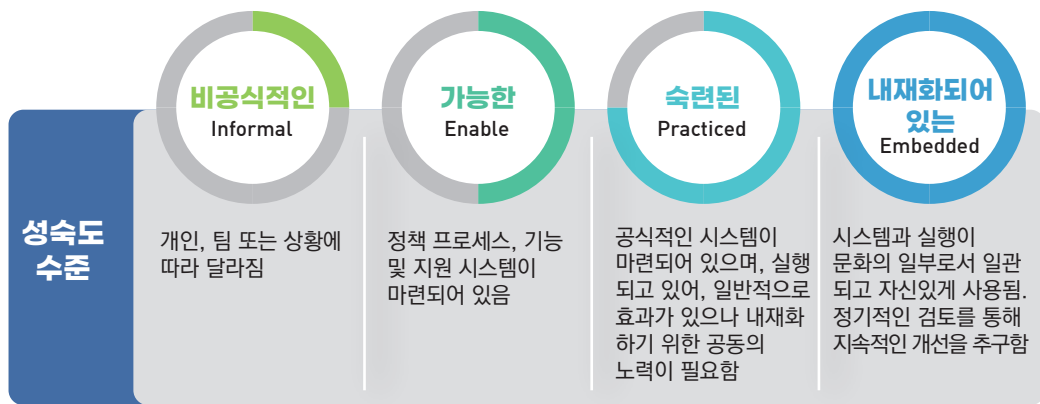 비공식적인
Informal
가능한
Enable
숙련된
Practiced
내재화되어
있는
Embedded
성숙도
수준
개인, 팀 또는 상황에
따라 달라짐
정책 프로세스, 기능
및 지원 시스템이
마련되어 있음
공식적인 시스템이
마련되어 있으며, 실행
되고 있어, 일반적으로
효과가 있으나 내재화
하기 위한 공동의
노력이 필요함
시스템과 실행이
문화의 일부로서 일관
되고 자신있게 사용됨.
정기적인 검토를 통해
지속적인 개선을 추구함